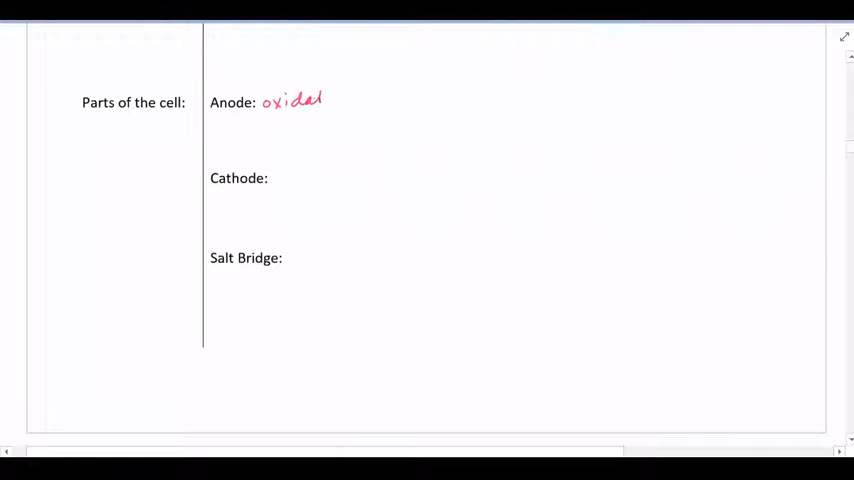 Parts of the cell:
Anode: oxidat
Cathode:
Salt Bridge: